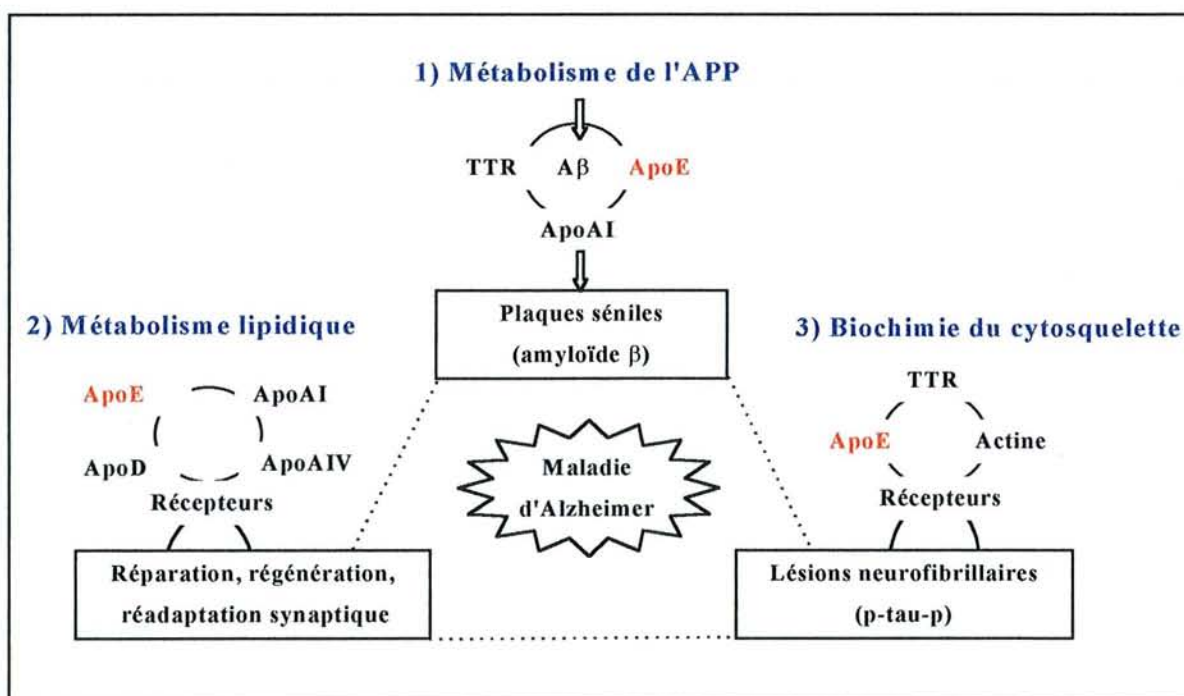 1) Métabolisme de l'APP
TTR Aβ ApoE
ApoAI
Plaques séniles
(amyloïde β)
2) Métabolisme lipidique
ApoE ApoAI
ApoD ApoAIV
Récepteurs
Réparation, régénération,
réadaptation synaptique
Maladie
d'Alzheimer
3) Biochimie du cytosquelette
TTR
ApoE Actine
Récepteurs
Lésions neurofibrillaires
(p-tau-p)